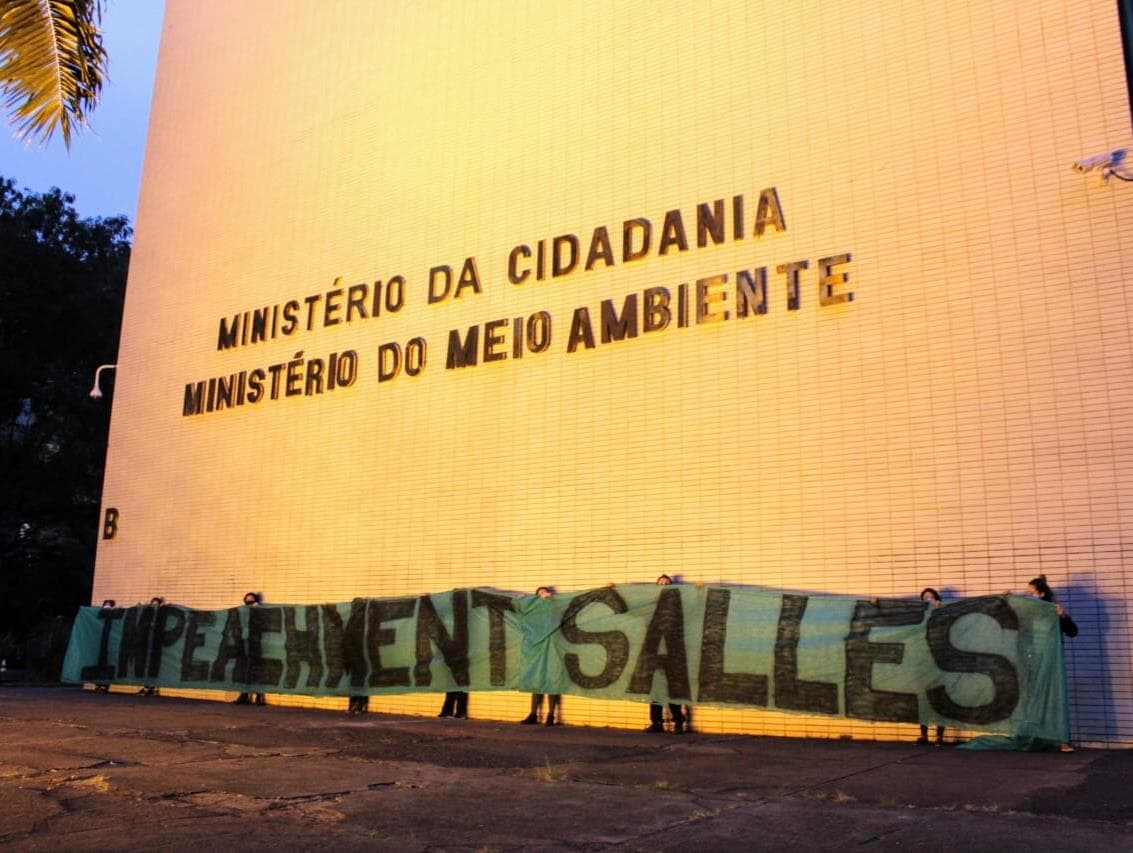 MINISTÉRIO DA CIDADANIA
MINISTÉRIO DO MEIO AMBIENTE
B
IMPEACHMENT SALLES